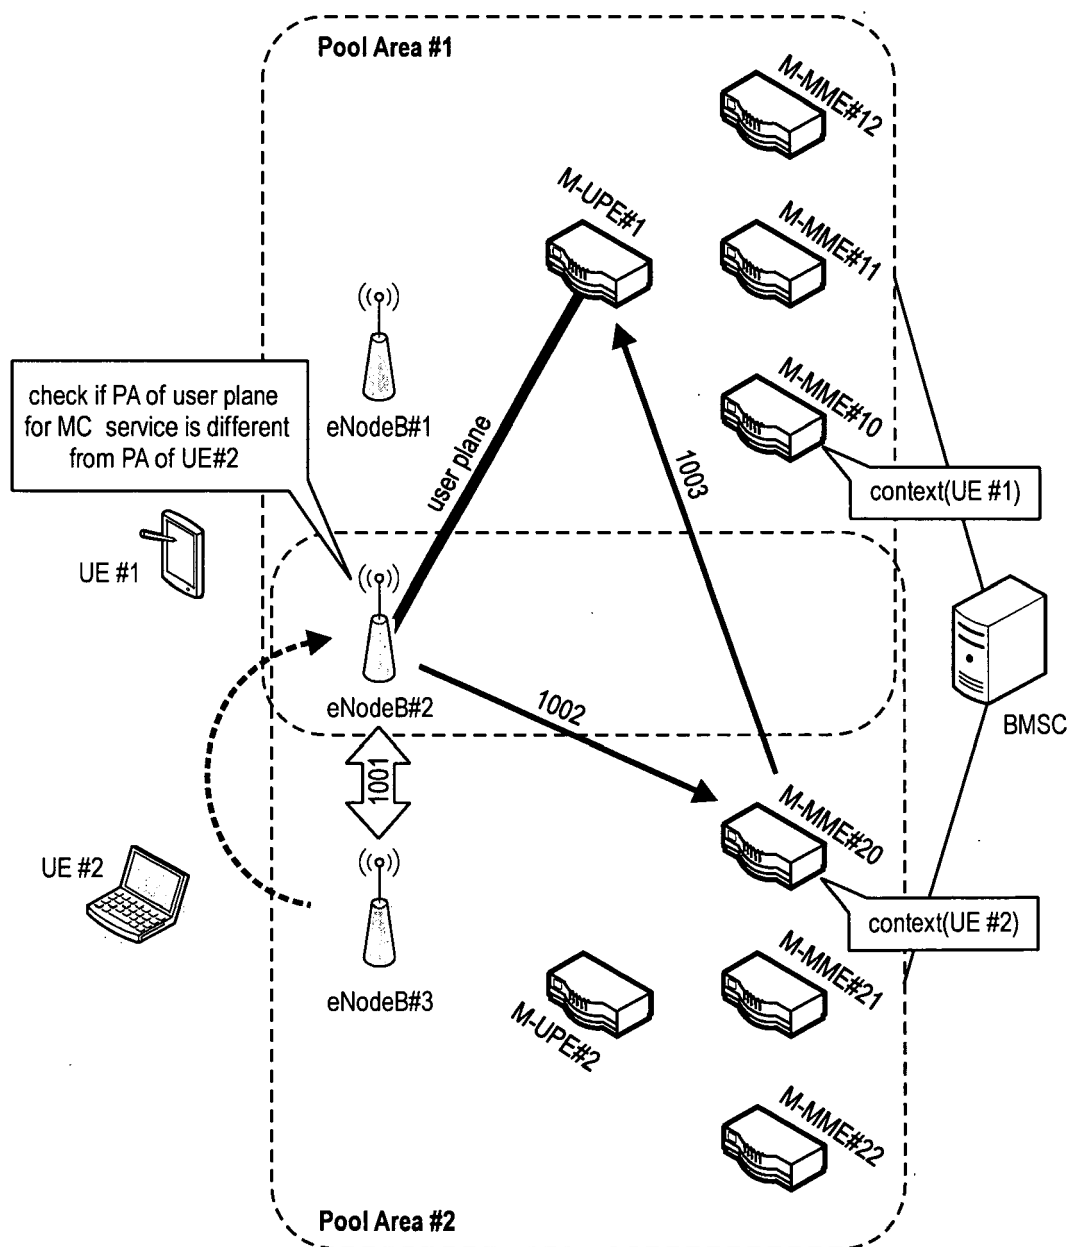 Pool Area #1
M-MME#12
M-UPE#1
M-MME#11
check if PA of user plane
for MC service is different
from PA of UE#2
eNodeB#1
M-MME#10
user plane
1003
context(UE #1)
UE #1
eNodeB#2
1002
BMSC
1001
M-MME#20
UE #2
context(UE #2)
eNodeB#3
M-UPE#2
M-MME#21
M-MME#22
Pool Area #2